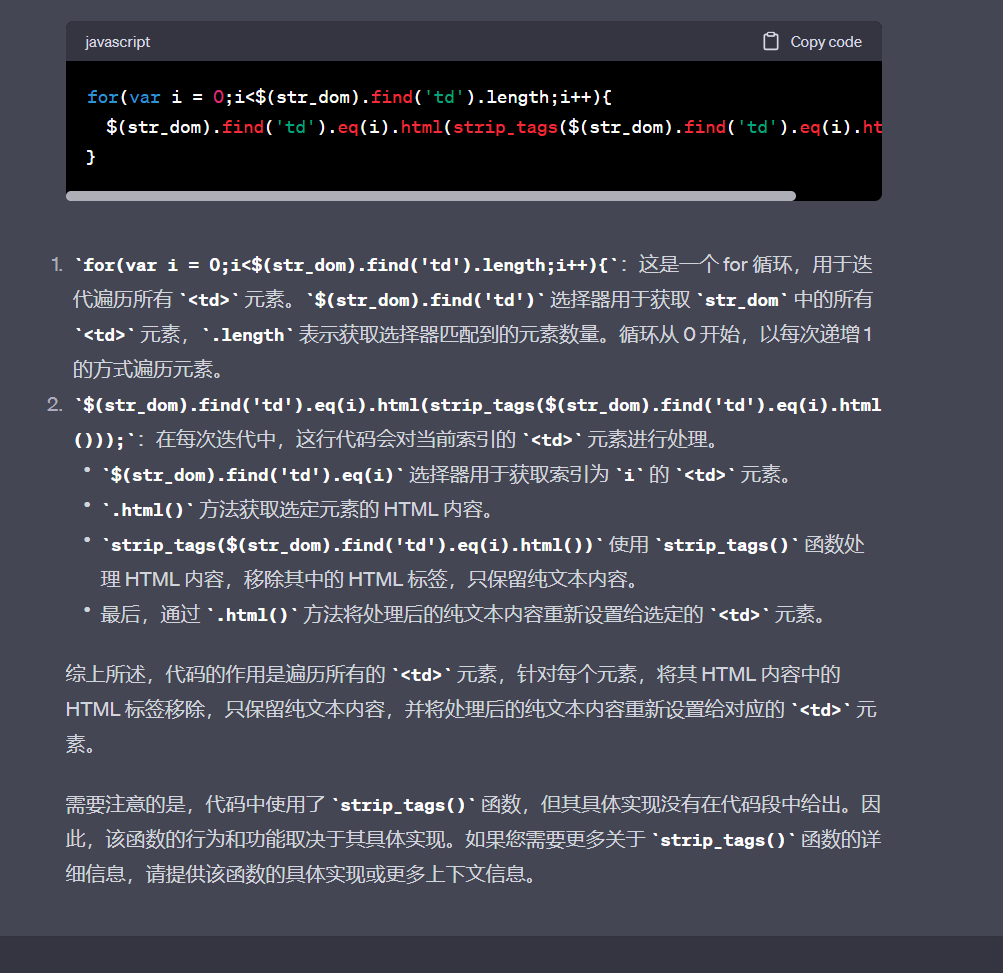 javascript Copy code
for(var i = 0;i<$(str_dom).find('td').length;i++){
$(str_dom).find('td').eq(i).html(strip_tags($(str_dom).find('td').eq(i).ht
}
1. `for(var i = 0;i<$(str_dom).find('td').length;i++){`：这是一个 for 循环，用于迭
代遍历所有 `<td>` 元素。`$(str_dom).find('td')` 选择器用于获取 `str_dom` 中的所有
`<td>` 元素，`.length` 表示获取选择器匹配到的元素数量。循环从 0 开始，以每次递增 1
的方式遍历元素。
2. `$(str_dom).find('td').eq(i).html(strip_tags($(str_dom).find('td').eq(i).html
()));`：在每次迭代中，这行代码会对当前索引的 `<td>` 元素进行处理。
• `$(str_dom).find('td').eq(i)` 选择器用于获取索引为 `i` 的 `<td>` 元素。
• `.html()` 方法获取选定元素的 HTML 内容。
• `strip_tags($(str_dom).find('td').eq(i).html())` 使用 `strip_tags()` 函数处
理 HTML 内容，移除其中的 HTML 标签，只保留纯文本内容。
• 最后，通过 `.html()` 方法将处理后的纯文本内容重新设置给选定的 `<td>` 元素。
综上所述，代码的作用是遍历所有的 `<td>` 元素，针对每个元素，将其 HTML 内容中的
HTML 标签移除，只保留纯文本内容，并将处理后的纯文本内容重新设置给对应的 `<td>` 元
素。
需要注意的是，代码中使用了 `strip_tags()` 函数，但其具体实现没有在代码段中给出。因
此，该函数的行为和功能取决于其具体实现。如果您需要更多关于 `strip_tags()` 函数的详
细信息，请提供该函数的具体实现或更多上下文信息。